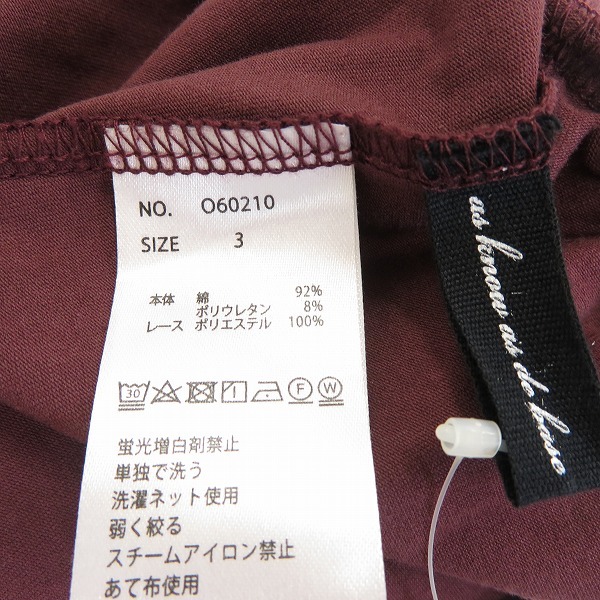 NO. O60210
SIZE 3
本体 綿 92%
ポリウレタン 8%
レース ポリエステル 100%
30 F W
蛍光増白剤禁止
単独で洗う
洗濯ネット使用
弱く絞る
スチームアイロン禁止
あて布使用
as know as de base